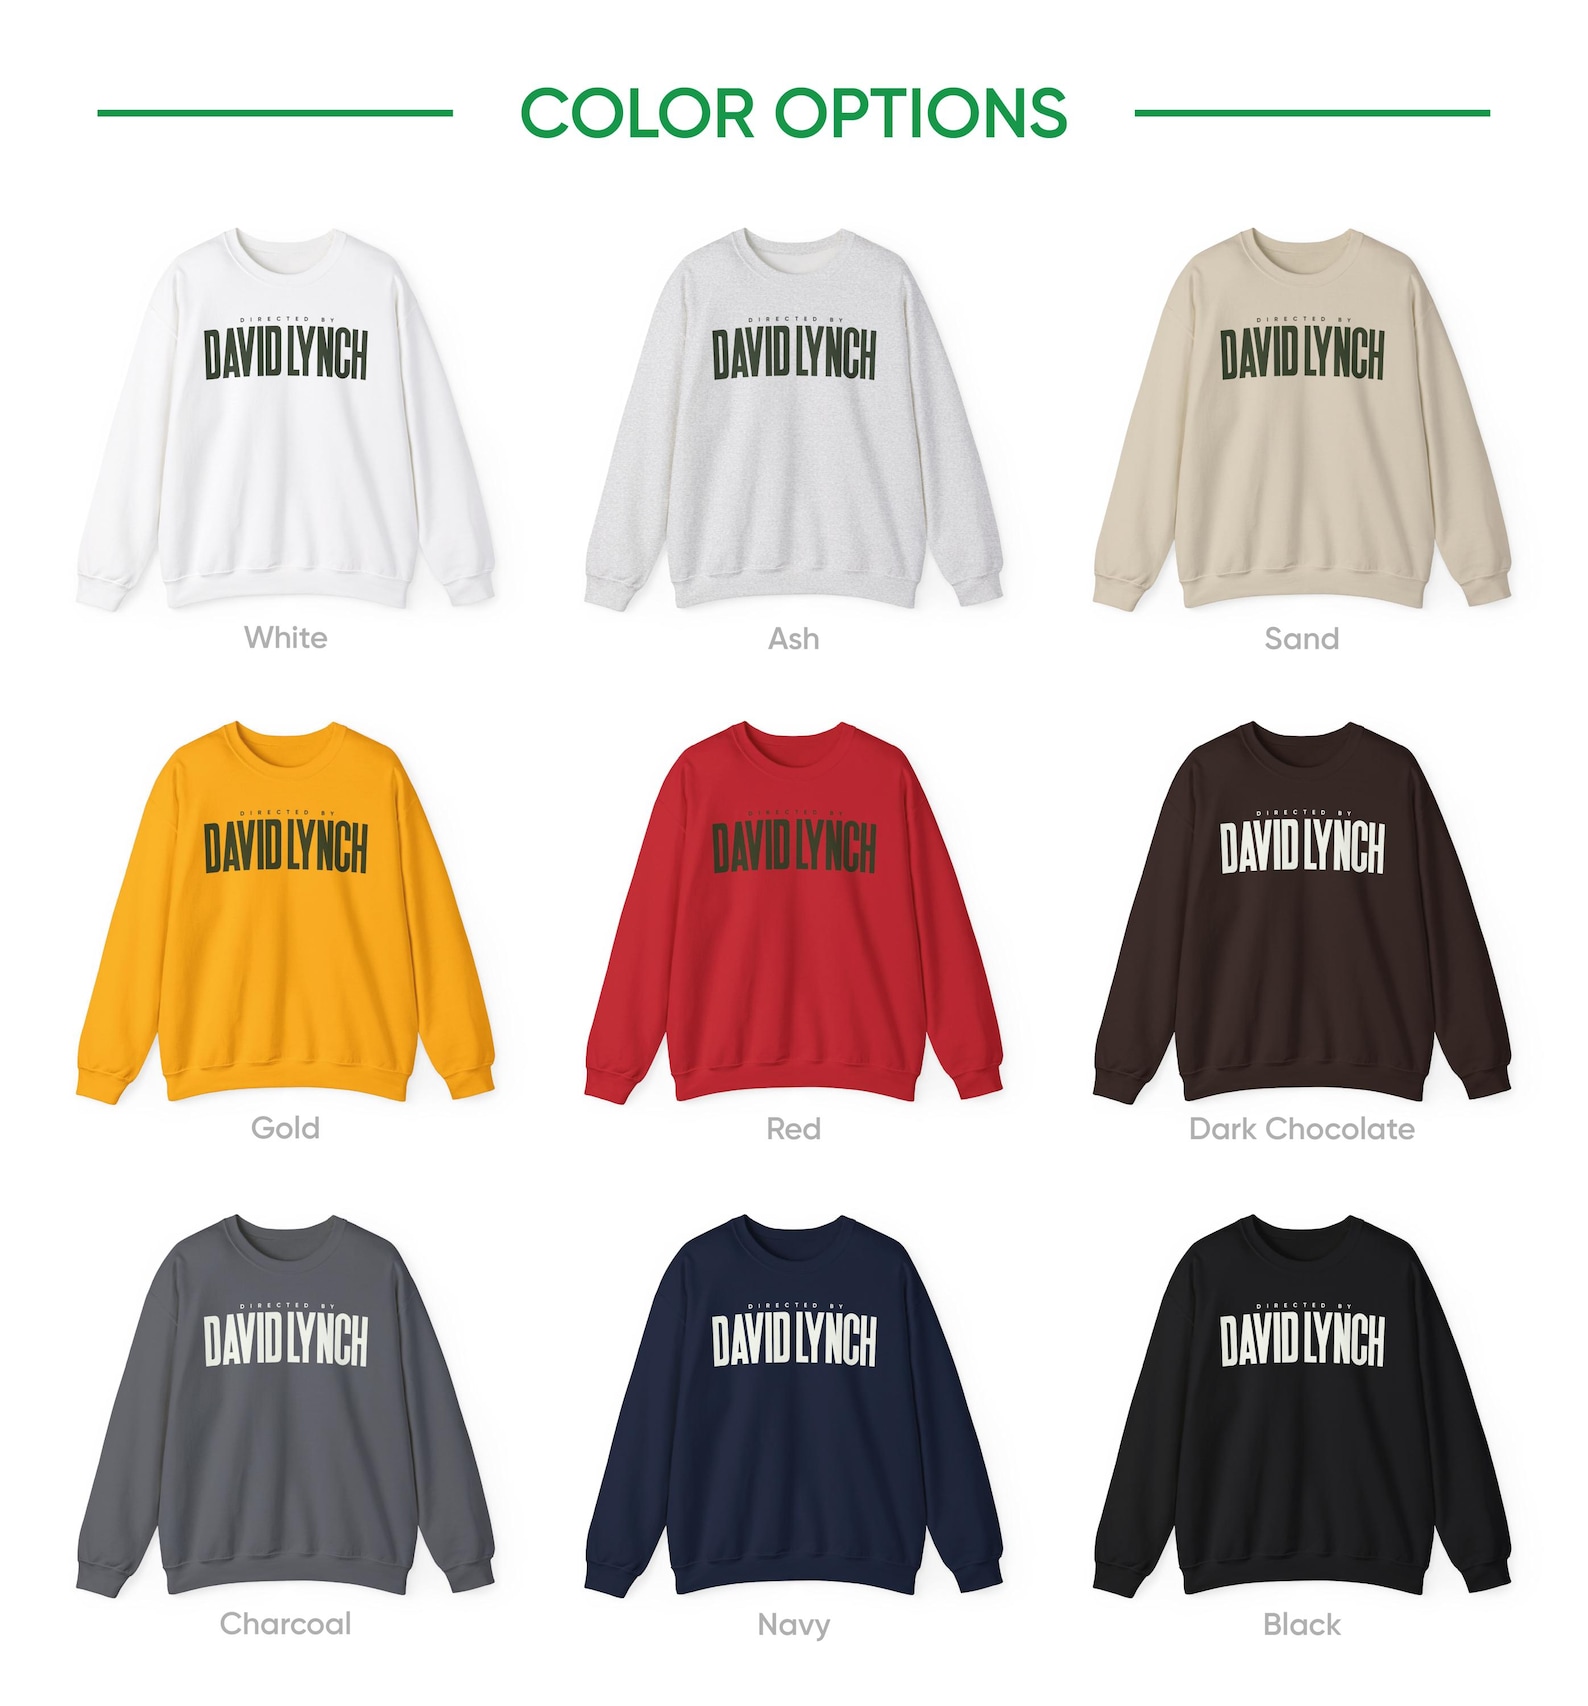 COLOR OPTIONS
DIRECTED BY
DAVID LYNCH
White
DIRECTED BY
DAVID LYNCH
Ash
DIRECTED BY
DAVID LYNCH
Sand
DIRECTED BY
DAVID LYNCH
Gold
DIRECTED BY
DAVID LYNCH
Red
DIRECTED BY
DAVID LYNCH
Dark Chocolate
DIRECTED BY
DAVID LYNCH
Charcoal
DIRECTED BY
DAVID LYNCH
Navy
DIRECTED BY
DAVID LYNCH
Black